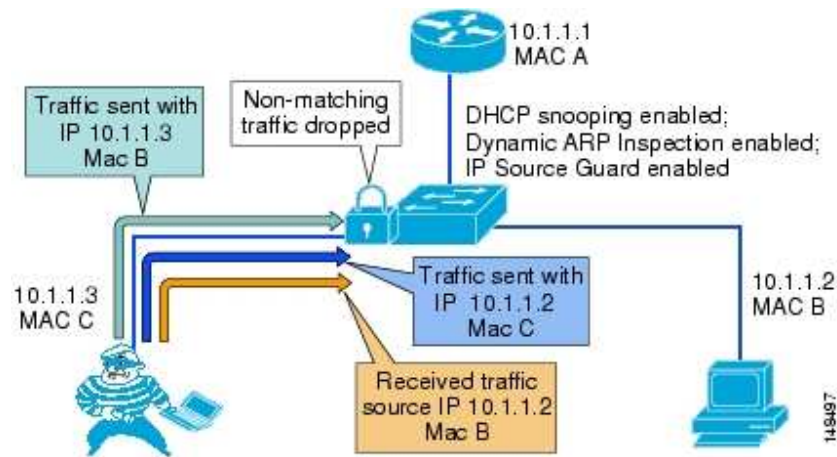 10.1.1.1
MAC A
Traffic sent with
IP 10.1.1.3
Mac B
Non-matching
traffic dropped
DHCP snooping enabled;
Dynamic ARP Inspection enabled;
IP Source Guard enabled
10.1.1.3
MAC C
Traffic sent with
IP 10.1.1.2
Mac C
10.1.1.2
MAC B
Received traffic
source IP 10.1.1.2
Mac B
148497